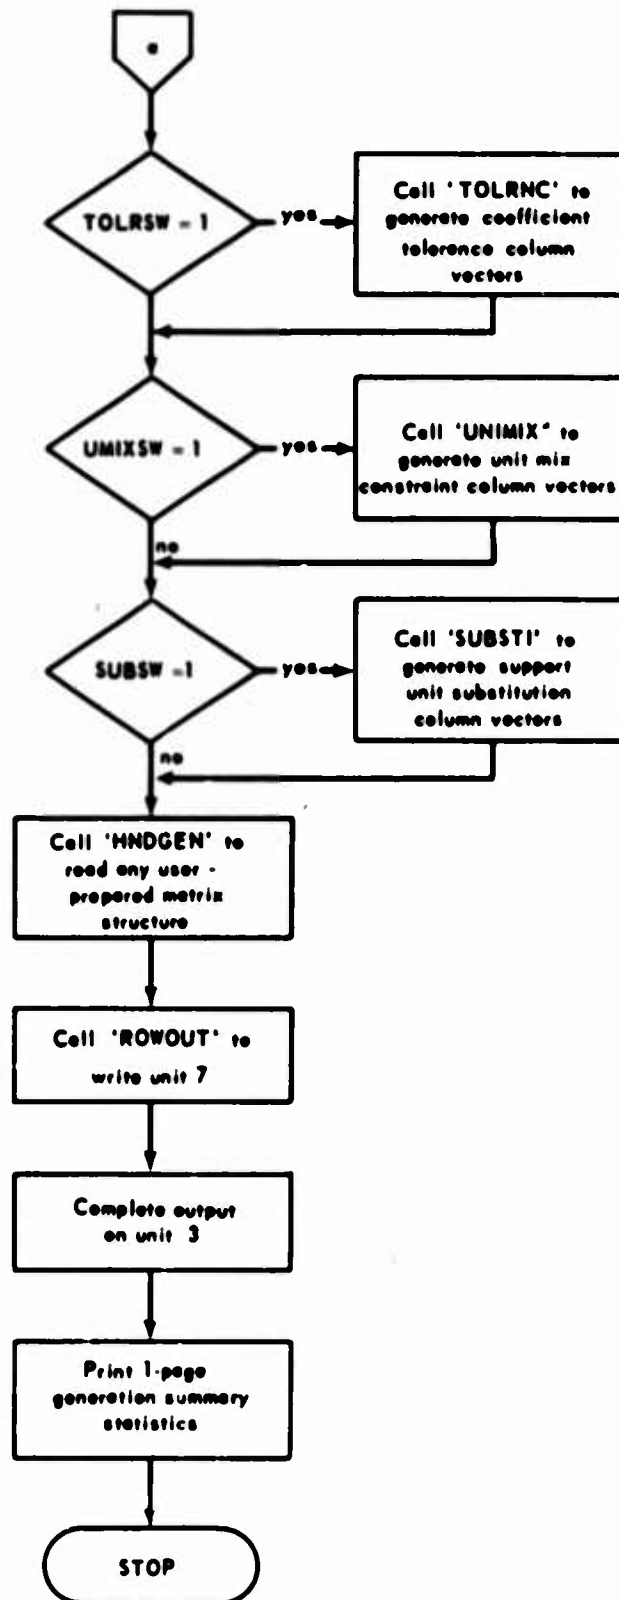 a
TOLRSW = 1
yes
Call 'TOLRNC' to
generate coefficient
tolerance column
vectors
UMIXSW = 1
yes
Call 'UNIMIX' to
generate unit mix
constraint column vectors
no
SUBSW = 1
yes
Call 'SUBSTI' to
generate support
unit substitution
column vectors
no
Call 'HNDGEN' to
read any user -
prepared matrix
structure
Call 'ROWOUT' to
write unit 7
Complete output
on unit 3
Print 1-page
generation summary
statistics
STOP